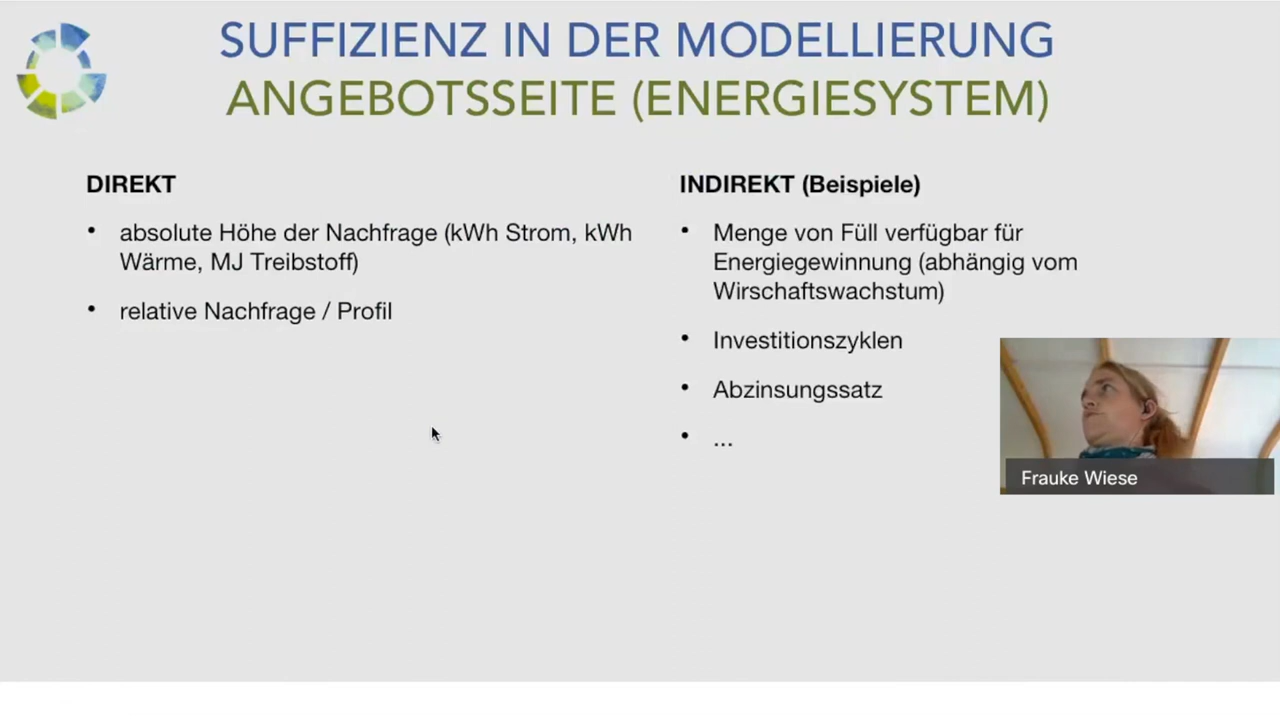 SUFFIZIENZ IN DER MODELLIERUNG
ANGEBOTSSEITE (ENERGIESYSTEM)
DIREKT
• absolute Höhe der Nachfrage (kWh Strom, kWh
Wärme, MJ Treibstoff)
• relative Nachfrage / Profil
INDIREKT (Beispiele)
• Menge von Füll verfügbar für
Energiegewinnung (abhängig vom
Wirschaftswachstum)
• Investitionszyklen
• Abzinsungssatz
• ...
Frauke Wiese